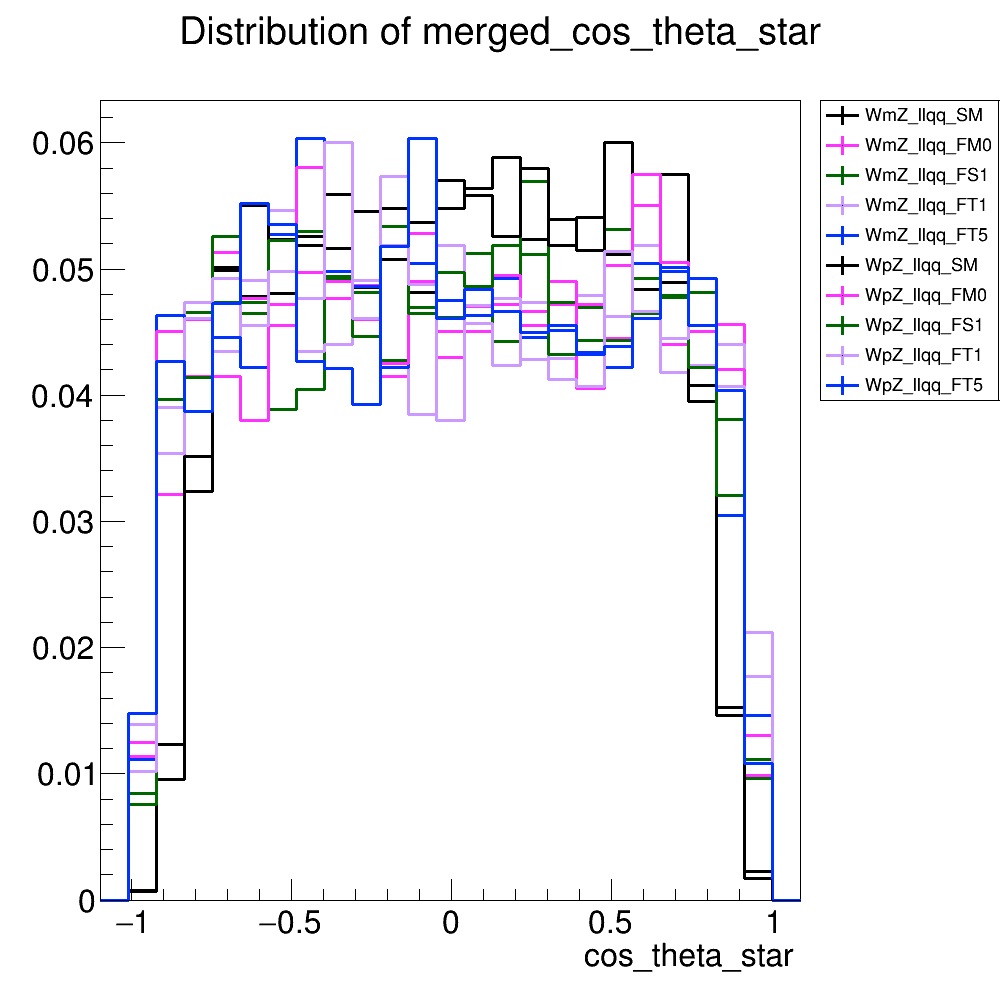 Distribution of merged_cos_theta_star
0.06
0.05
0.04
0.03
0.02
0.01
0
−1
−0.5
0
0.5
1
cos_theta_star
WmZ_llqq_SM
WmZ_llqq_FM0
WmZ_llqq_FS1
WmZ_llqq_FT1
WmZ_llqq_FT5
WpZ_llqq_SM
WpZ_llqq_FM0
WpZ_llqq_FS1
WpZ_llqq_FT1
WpZ_llqq_FT5